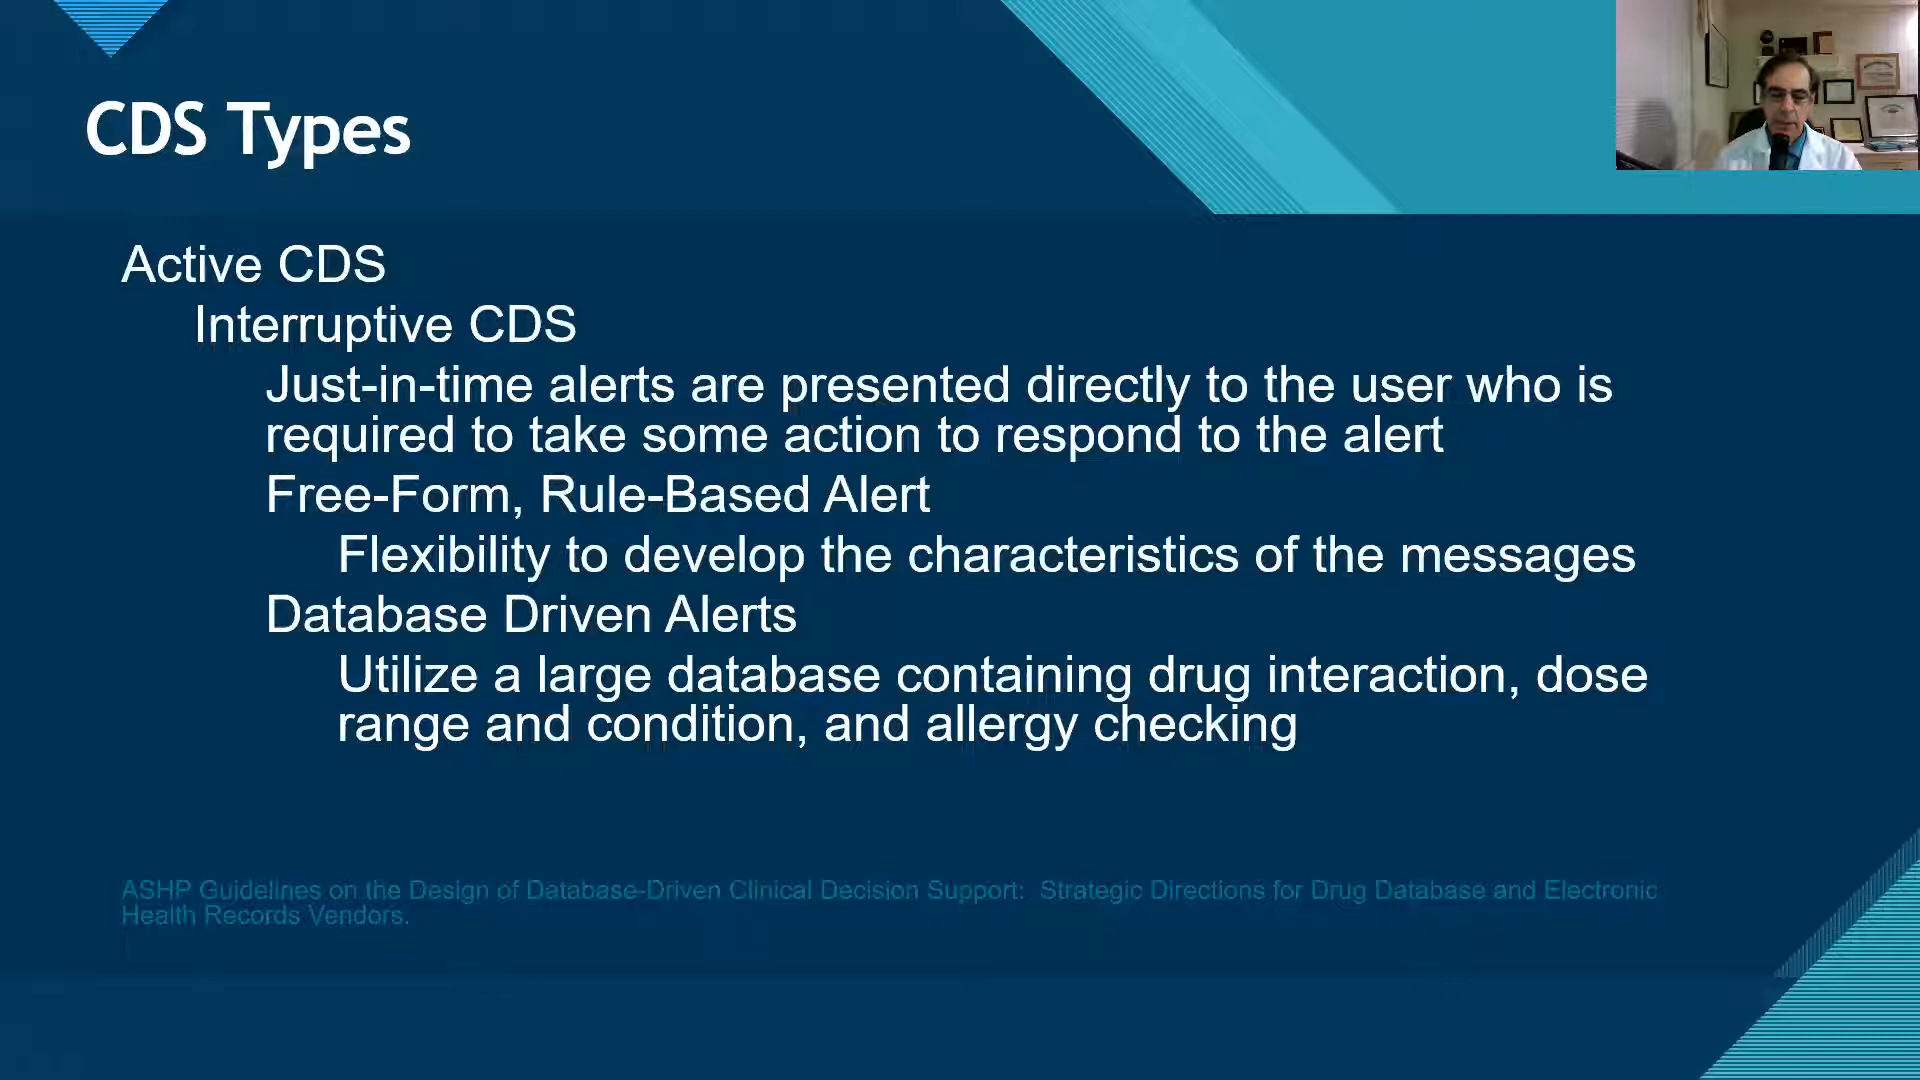 CDS Types
Active CDS
Interruptive CDS
Just-in-time alerts are presented directly to the user who is
required to take some action to respond to the alert
Free-Form, Rule-Based Alert
Flexibility to develop the characteristics of the messages
Database Driven Alerts
Utilize a large database containing drug interaction, dose
range and condition, and allergy checking
ASHP Guidelines on the Design of Database-Driven Clinical Decision Support:  Strategic Directions for Drug Database and Electronic
Health Records Vendors.